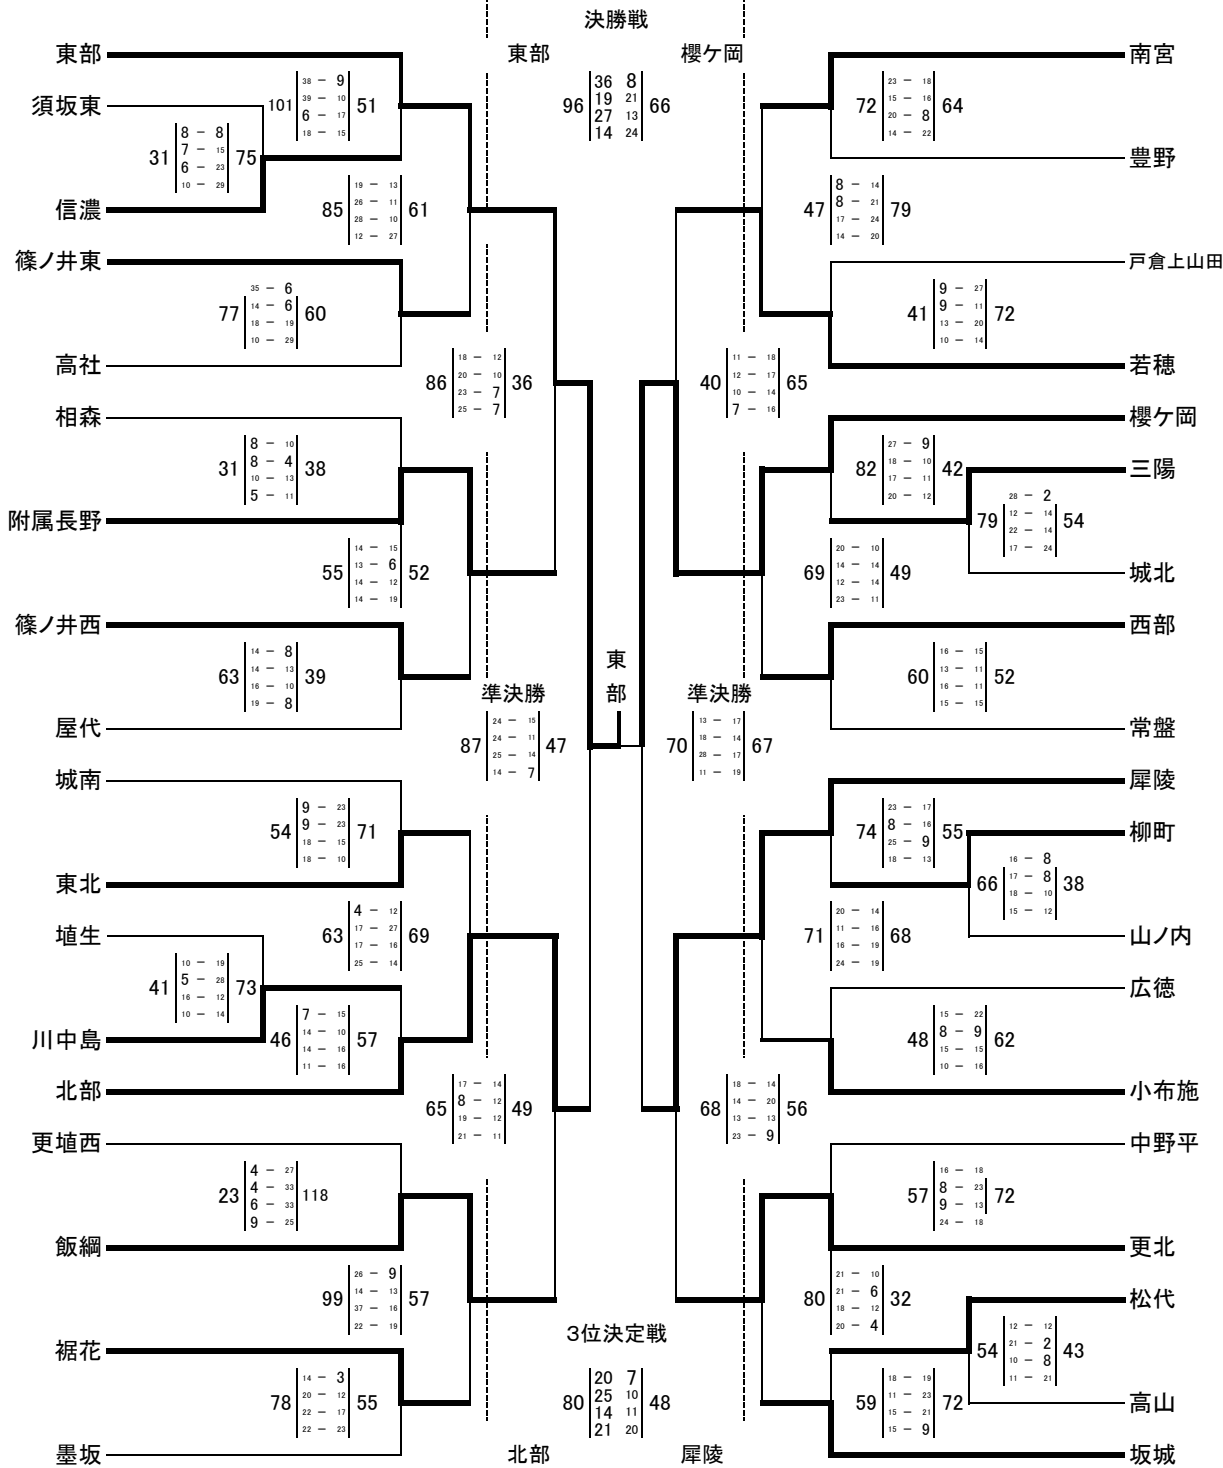 決勝戦
東部 櫻ケ岡
96 66
36 8
19 21
27 13
14 24
東部
須坂東
信濃
篠ノ井東
高社
相森
附属長野
篠ノ井西
屋代
城南
東北
埴生
川中島
北部
更埴西
飯綱
裾花
墨坂
101 51
38 － 9
39 － 10
6 － 17
18 － 15
31 75
8 － 8
7 － 15
6 － 23
10 － 29
85 61
19 － 13
26 － 11
28 － 10
12 － 27
77 60
35 － 6
14 － 6
18 － 19
10 － 29
86 36
18 － 12
20 － 10
23 － 7
25 － 7
31 38
8 － 10
8 － 4
10 － 13
5 － 11
55 52
14 － 15
13 － 6
14 － 12
14 － 19
63 39
14 － 8
14 － 13
16 － 10
19 － 8
準決勝
87 47
24 － 15
24 － 11
25 － 14
14 － 7
54 71
9 － 23
9 － 23
18 － 15
18 － 10
63 69
4 － 12
17 － 27
17 － 16
25 － 14
41 73
10 － 19
5 － 28
16 － 12
10 － 14
46 57
7 － 15
14 － 10
14 － 16
11 － 16
65 49
17 － 14
8 － 12
19 － 12
21 － 11
23 118
4 － 27
4 － 33
6 － 33
9 － 25
99 57
26 － 9
14 － 13
37 － 16
22 － 19
78 55
14 － 3
20 － 12
22 － 17
22 － 23
東
部
南宮
豊野
戸倉上山田
若穂
櫻ケ岡
三陽
城北
西部
常盤
犀陵
柳町
山ノ内
広徳
小布施
中野平
更北
松代
高山
坂城
72 64
23 － 18
15 － 16
20 － 8
14 － 22
47 79
8 － 14
8 － 21
17 － 24
14 － 20
41 72
9 － 27
9 － 11
13 － 20
10 － 14
40 65
11 － 18
12 － 17
10 － 14
7 － 16
82 42
27 － 9
18 － 10
17 － 11
20 － 12
79 54
28 － 2
12 － 14
22 － 14
17 － 24
69 49
20 － 10
14 － 14
12 － 14
23 － 11
60 52
16 － 15
13 － 11
16 － 11
15 － 15
準決勝
70 67
13 － 17
18 － 14
28 － 17
11 － 19
74 55
23 － 17
8 － 16
25 － 9
18 － 13
66 38
16 － 8
17 － 8
18 － 10
15 － 12
71 68
20 － 14
11 － 16
16 － 19
24 － 19
48 62
15 － 22
8 － 9
15 － 15
10 － 16
68 56
18 － 14
14 － 20
13 － 13
23 － 9
57 72
16 － 18
8 － 23
9 － 13
24 － 18
80 32
21 － 10
21 － 6
18 － 12
20 － 4
54 43
12 － 12
21 － 2
10 － 8
11 － 21
59 72
18 － 19
11 － 23
15 － 21
15 － 9
3位決定戦
80 48
20 7
25 10
14 11
21 20
北部 犀陵